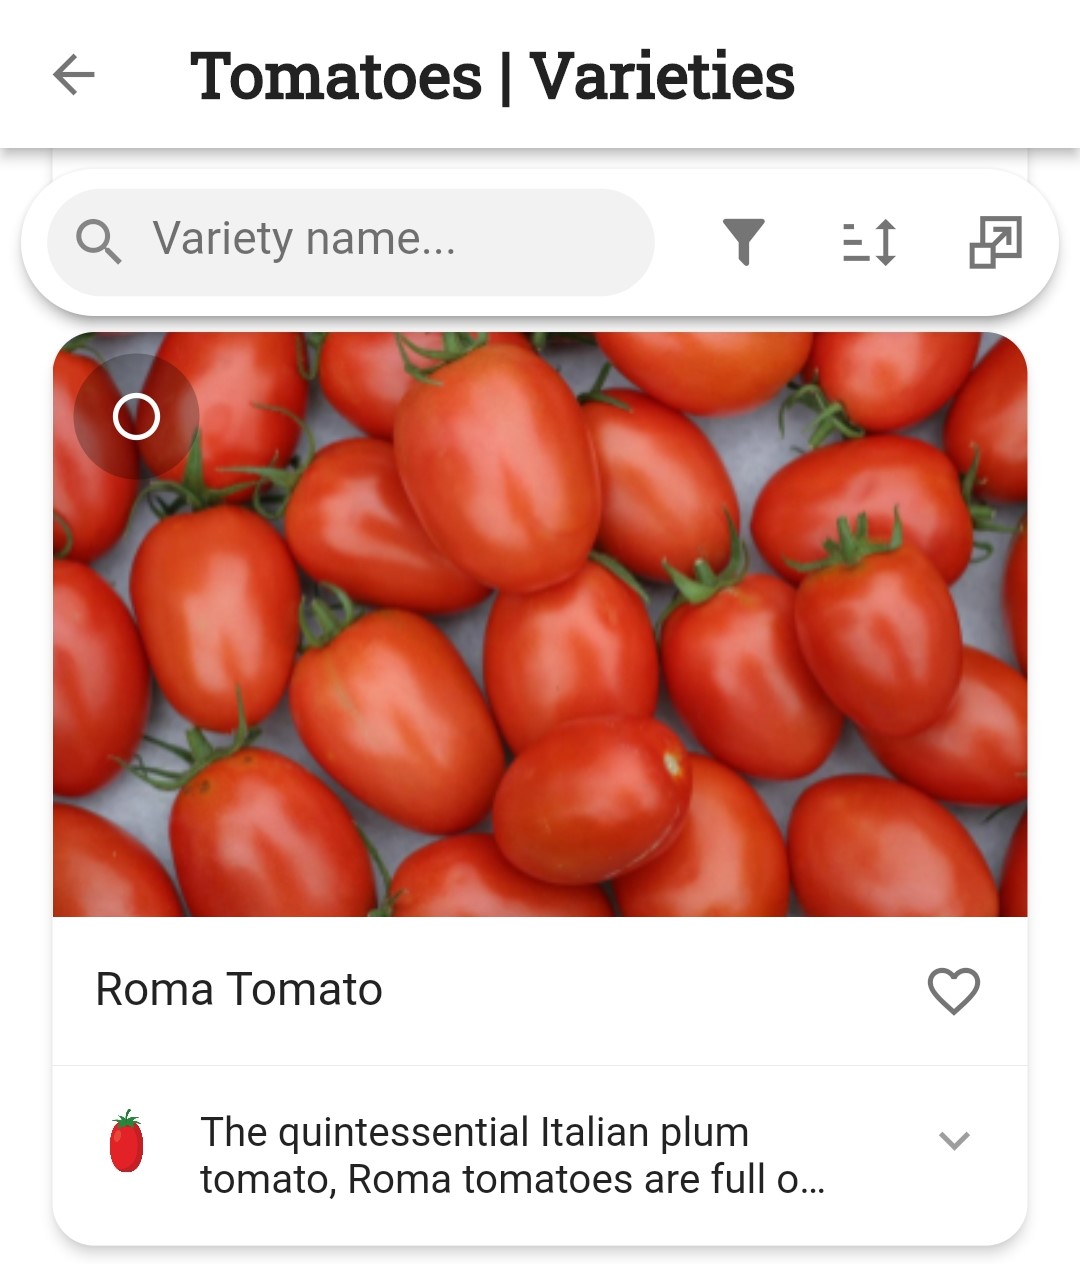 Tomatoes | Varieties
Variety name...
Roma Tomato
The quintessential Italian plum
tomato, Roma tomatoes are full o...